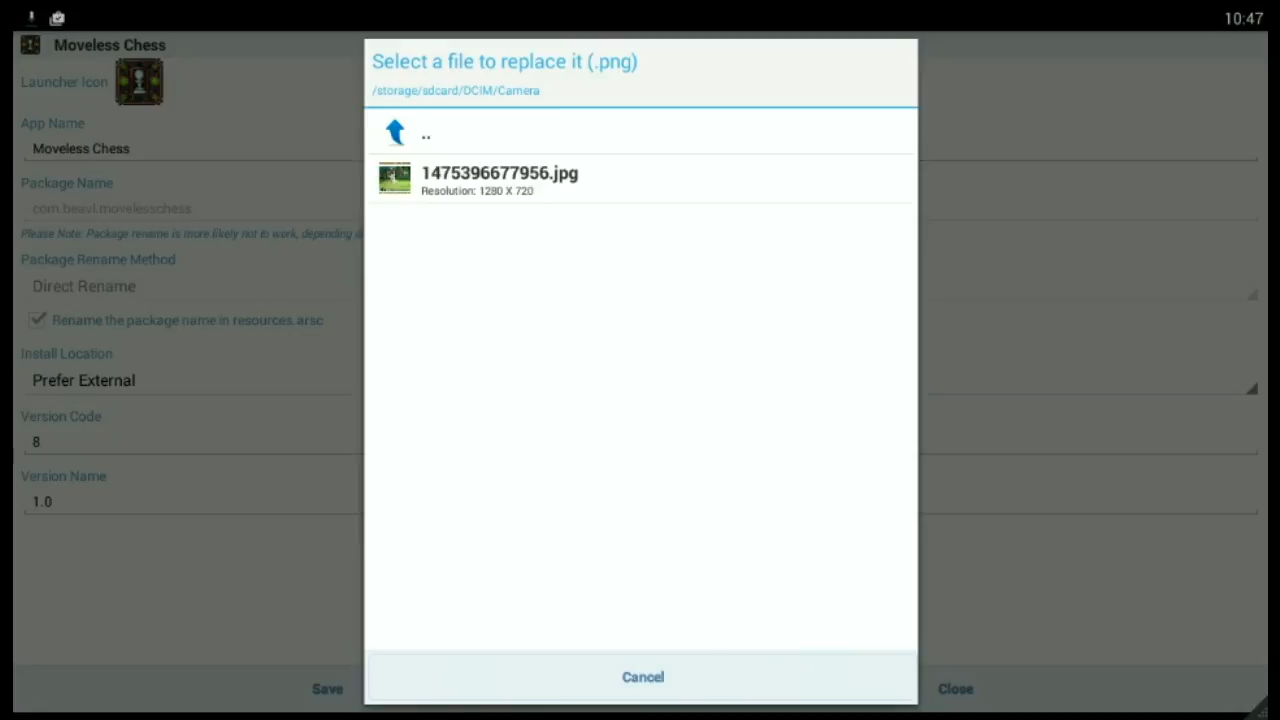 10:47
Moveless Chess
Launcher Icon
App Name
Moveless Chess
Package Name
com.beavl.movelesschess
Please Note: Package rename is more likely not to work, depending
Package Rename Method
Direct Rename
Rename the package name in resources.arsc
Install Location
Prefer External
Version Code
8
Version Name
1.0
Save
Close
Select a file to replace it (.png)
/storage/sdcard/DCIM/Camera
..
1475396677956.jpg
Resolution: 1280 X 720
Cancel